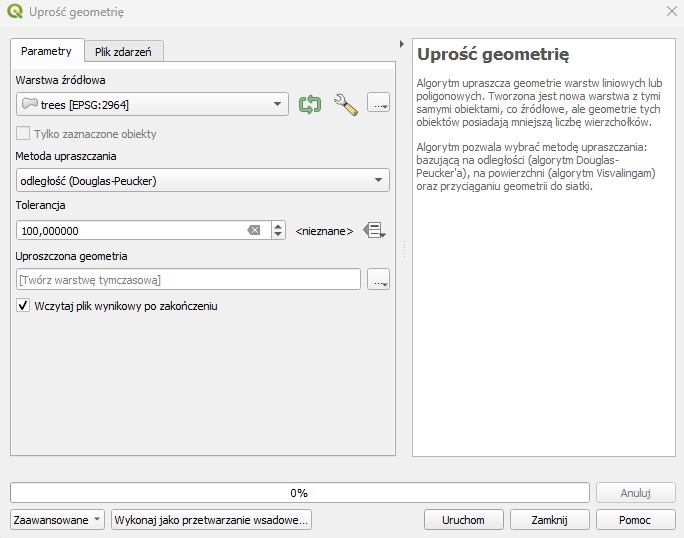 Uprość geometrię
Parametry
Plik zdarzeń
Warstwa źródłowa
trees [EPSG:2964]
...
Tylko zaznaczone obiekty
Metoda upraszczania
odległość (Douglas-Peucker)
Tolerancja
100,000000
<nieznane>
Uproszczona geometria
[Twórz warstwę tymczasową]
...
Wczytaj plik wynikowy po zakończeniu
Uprość geometrię
Algorytm upraszcza geometrie warstw liniowych lub
poligonowych. Tworzona jest nowa warstwa z tymi
samymi obiektami, co źródłowe, ale geometrie tych
obiektów posiadają mniejszą liczbę wierzchołków.
Algorytm pozwala wybrać metodę upraszczania:
bazującą na odległości (algorytm Douglas-
Peucker'a), na powierzchni (algorytm Visvalingam)
oraz przyciąganiu geometrii do siatki.
0%
Anuluj
Zaawansowane
Wykonaj jako przetwarzanie wsadowe...
Uruchom
Zamknij
Pomoc